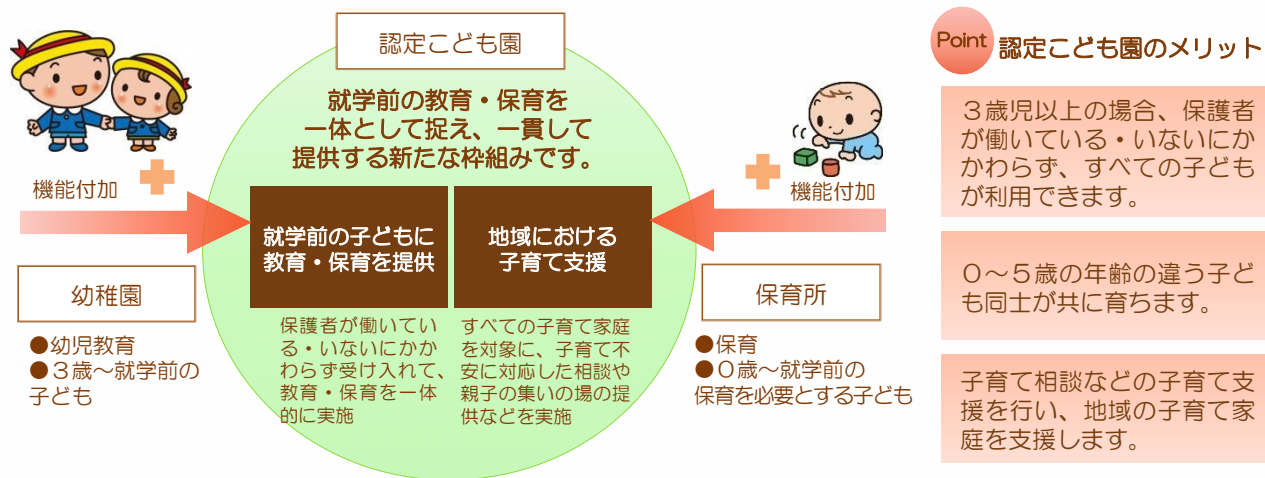 認定こども園
就学前の教育・保育を
一体として捉え、一貫して
提供する新たな枠組みです。
機能付加
幼稚園
●幼児教育
●３歳～就学前の
子ども
就学前の子どもに
教育・保育を提供
保護者が働いてい
る・いないにかか
わらず受け入れて、
教育・保育を一体
的に実施
地域における
子育て支援
すべての子育て家庭
を対象に、子育て不
安に対応した相談や
親子の集いの場の提
供などを実施
機能付加
保育所
●保育
●０歳～就学前の
保育を必要とする子ども
Point
認定こども園のメリット
３歳児以上の場合、保護者
が働いている・いないにか
かわらず、すべての子ども
が利用できます。
０～５歳の年齢の違う子ど
も同士が共に育ちます。
子育て相談などの子育て支
援を行い、地域の子育て家
庭を支援します。